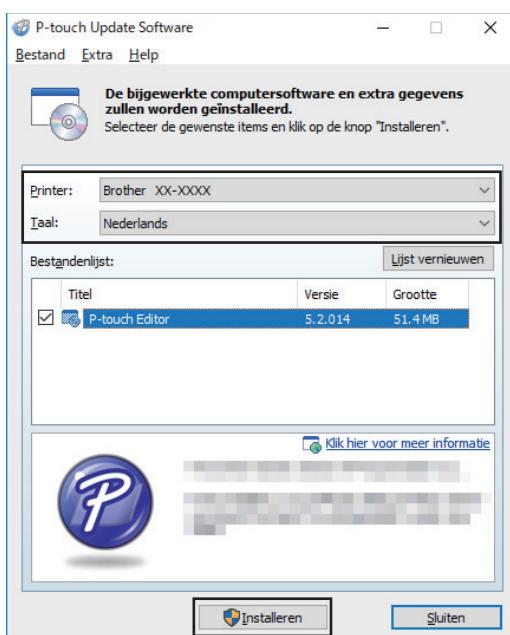 P-touch Update Software
Bestand Extra Help
De bijgewerkte computersoftware en extra gegevens
zullen worden geïnstalleerd.
Selecteer de gewenste items en klik op de knop "Installeren".
Printer: Brother XX-XXXX
Taal: Nederlands
Bestandenlijst: Lijst vernieuwen
Titel Versie Grootte
P-touch Editor 5.2.014 51.4 MB
Klik hier voor meer informatie
P
Installeren Sluiten